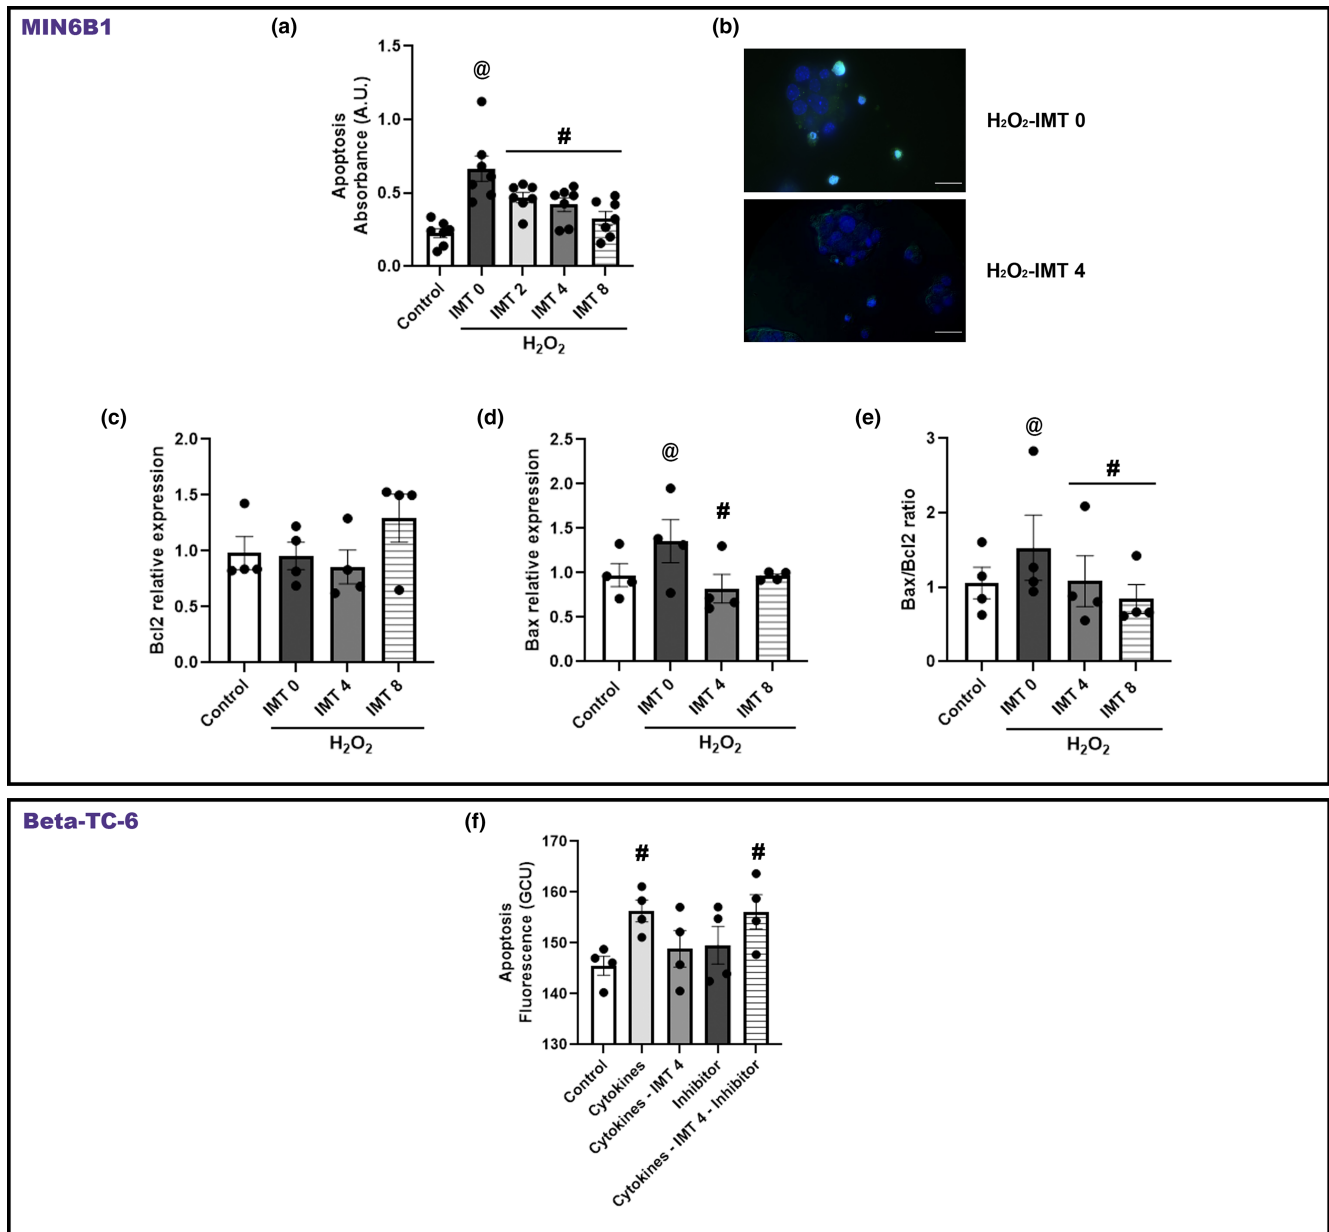 MIN6B1
(a)
Apoptosis
Absorbance (A.U.)
1.5
1.0
0.5
0.0
@
#
Control
IMT 0
IMT 2
IMT 4
IMT 8
H₂O₂
(b)
H₂O₂-IMT 0
H₂O₂-IMT 4
(c)
Bcl2 relative expression
2.0
1.5
1.0
0.5
0.0
Control
IMT 0
IMT 4
IMT 8
H₂O₂
(d)
Bax relative expression
2.5
2.0
1.5
1.0
0.5
0.0
@
#
Control
IMT 0
IMT 4
IMT 8
H₂O₂
(e)
Bax/Bcl2 ratio
3
2
1
0
@
#
Control
IMT 0
IMT 4
IMT 8
H₂O₂
Beta-TC-6
(f)
Apoptosis
Fluorescence (GCU)
170
160
150
140
130
#
#
Control
Cytokines
Cytokines - IMT 4
Inhibitor
Cytokines - IMT 4 - Inhibitor